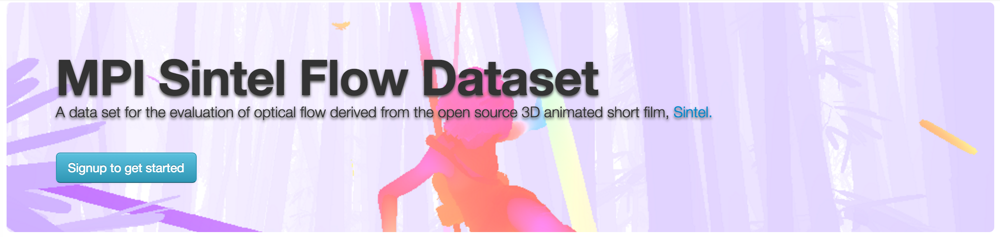 MPI Sintel Flow Dataset
A data set for the evaluation of optical flow derived from the open source 3D animated short film, Sintel.
Signup to get started